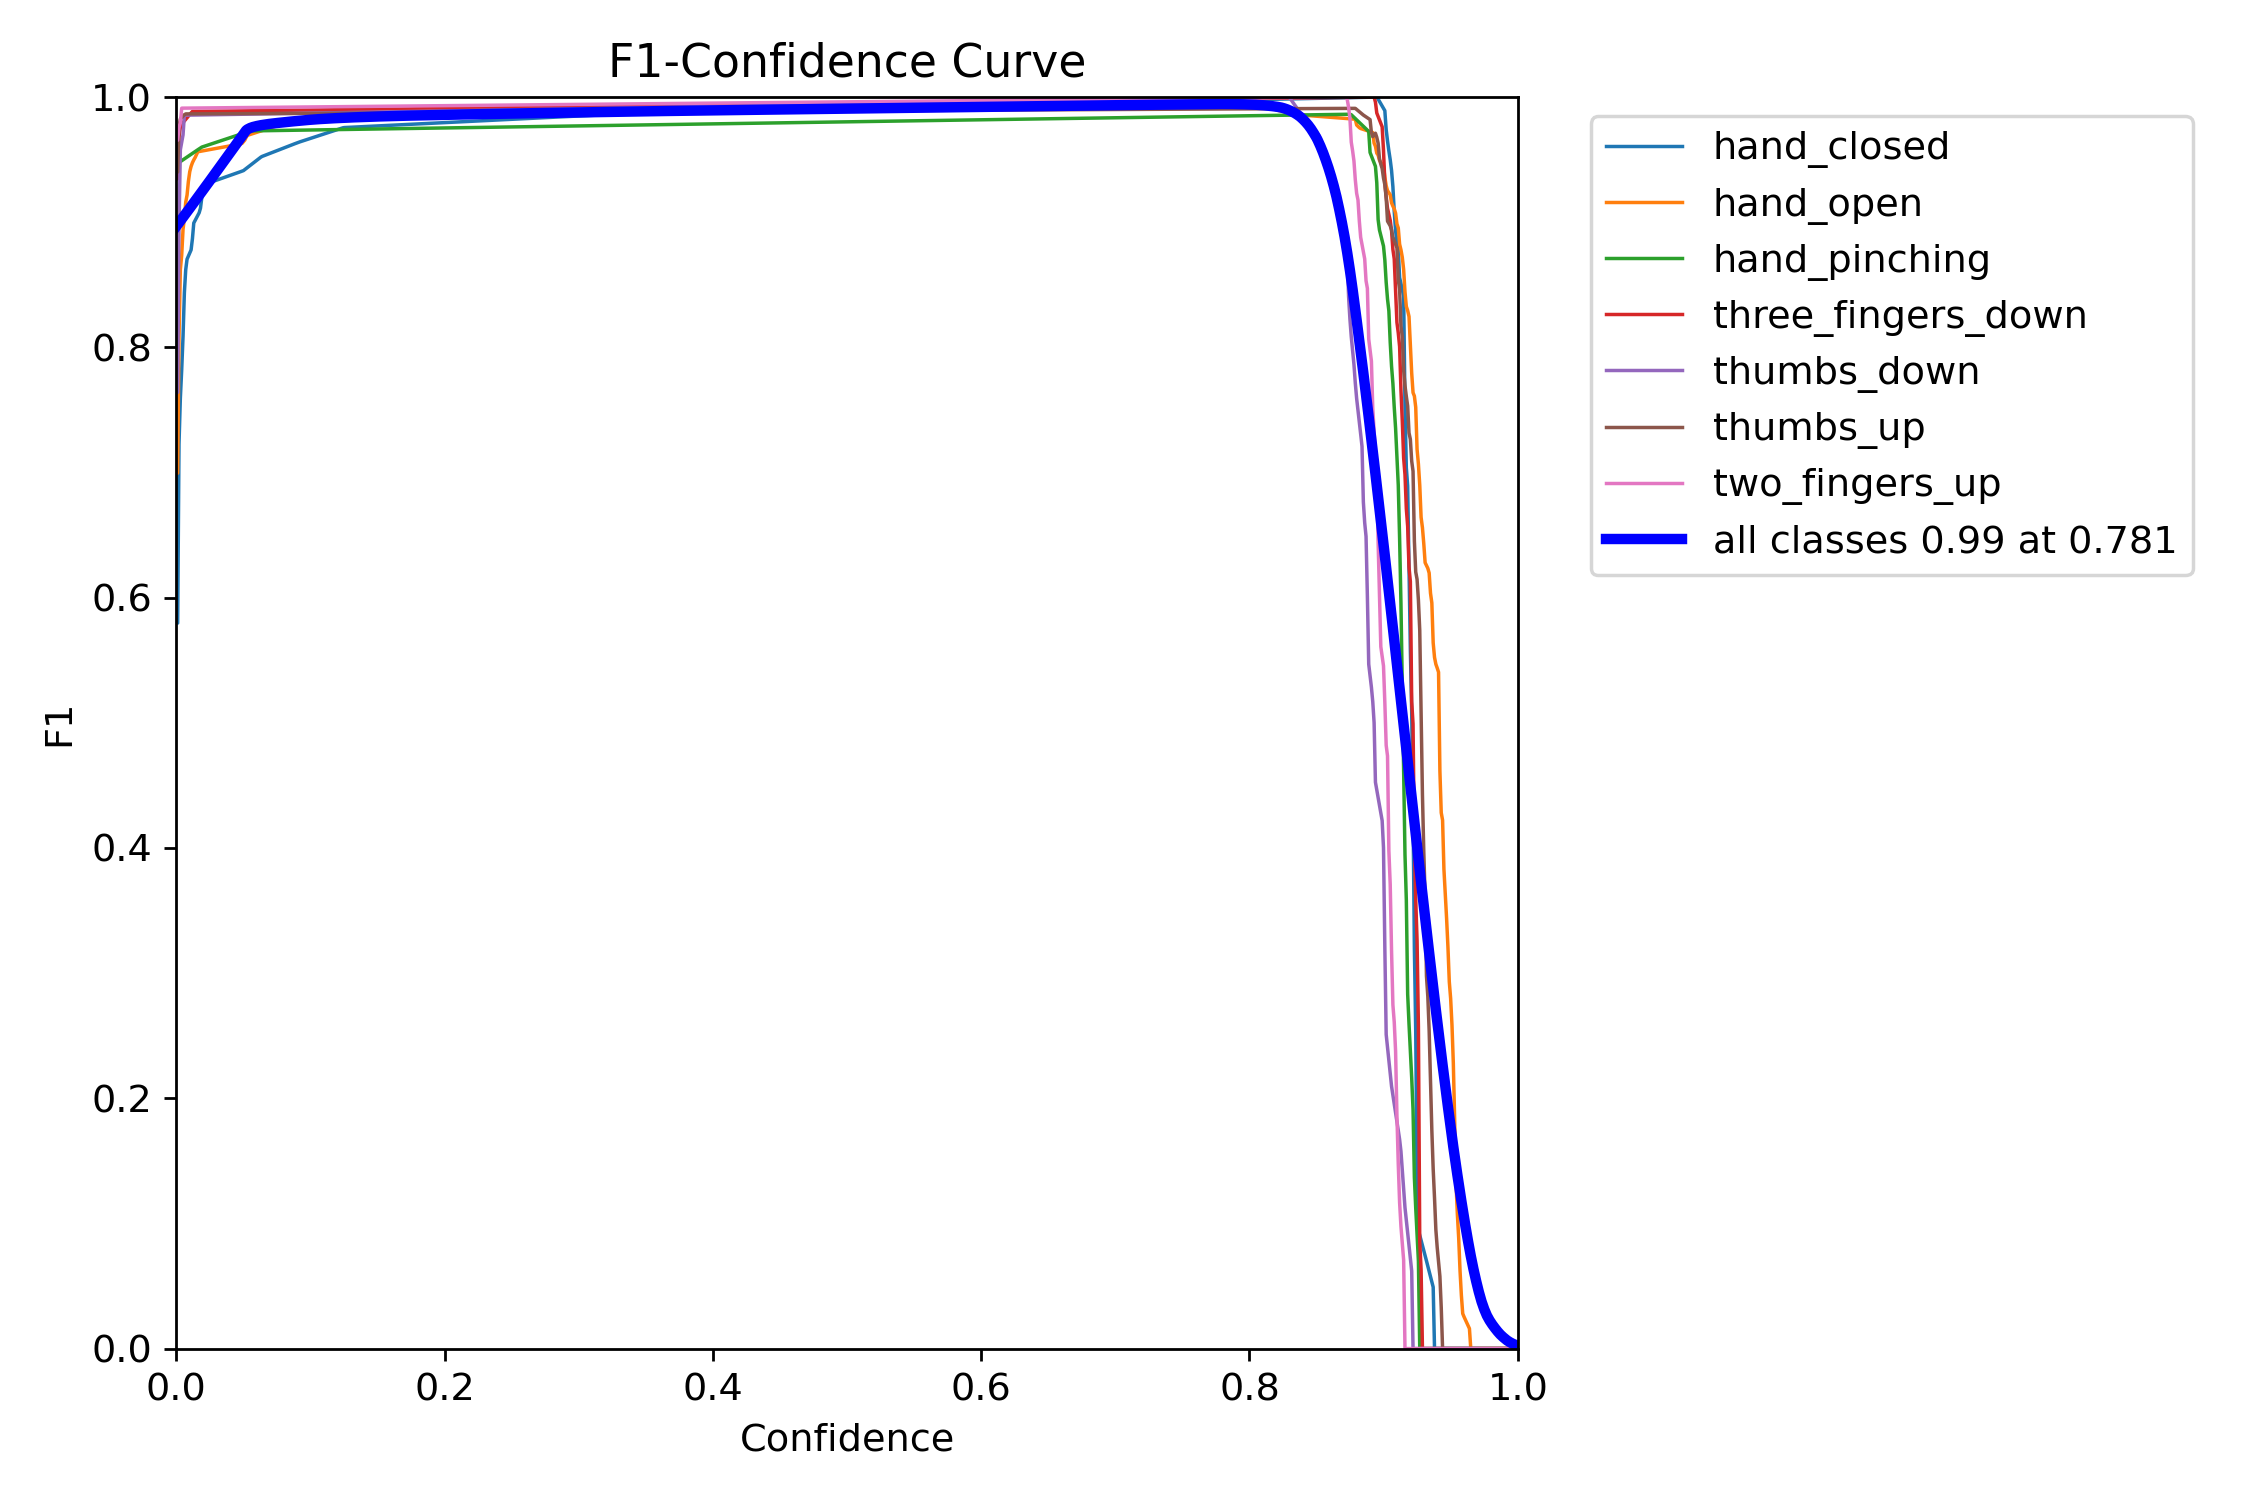 F1-Confidence Curve
1.0
0.8
0.6
0.4
0.2
0.0
F1
0.0 0.2 0.4 0.6 0.8 1.0
Confidence
hand_closed
hand_open
hand_pinching
three_fingers_down
thumbs_down
thumbs_up
two_fingers_up
all classes 0.99 at 0.781